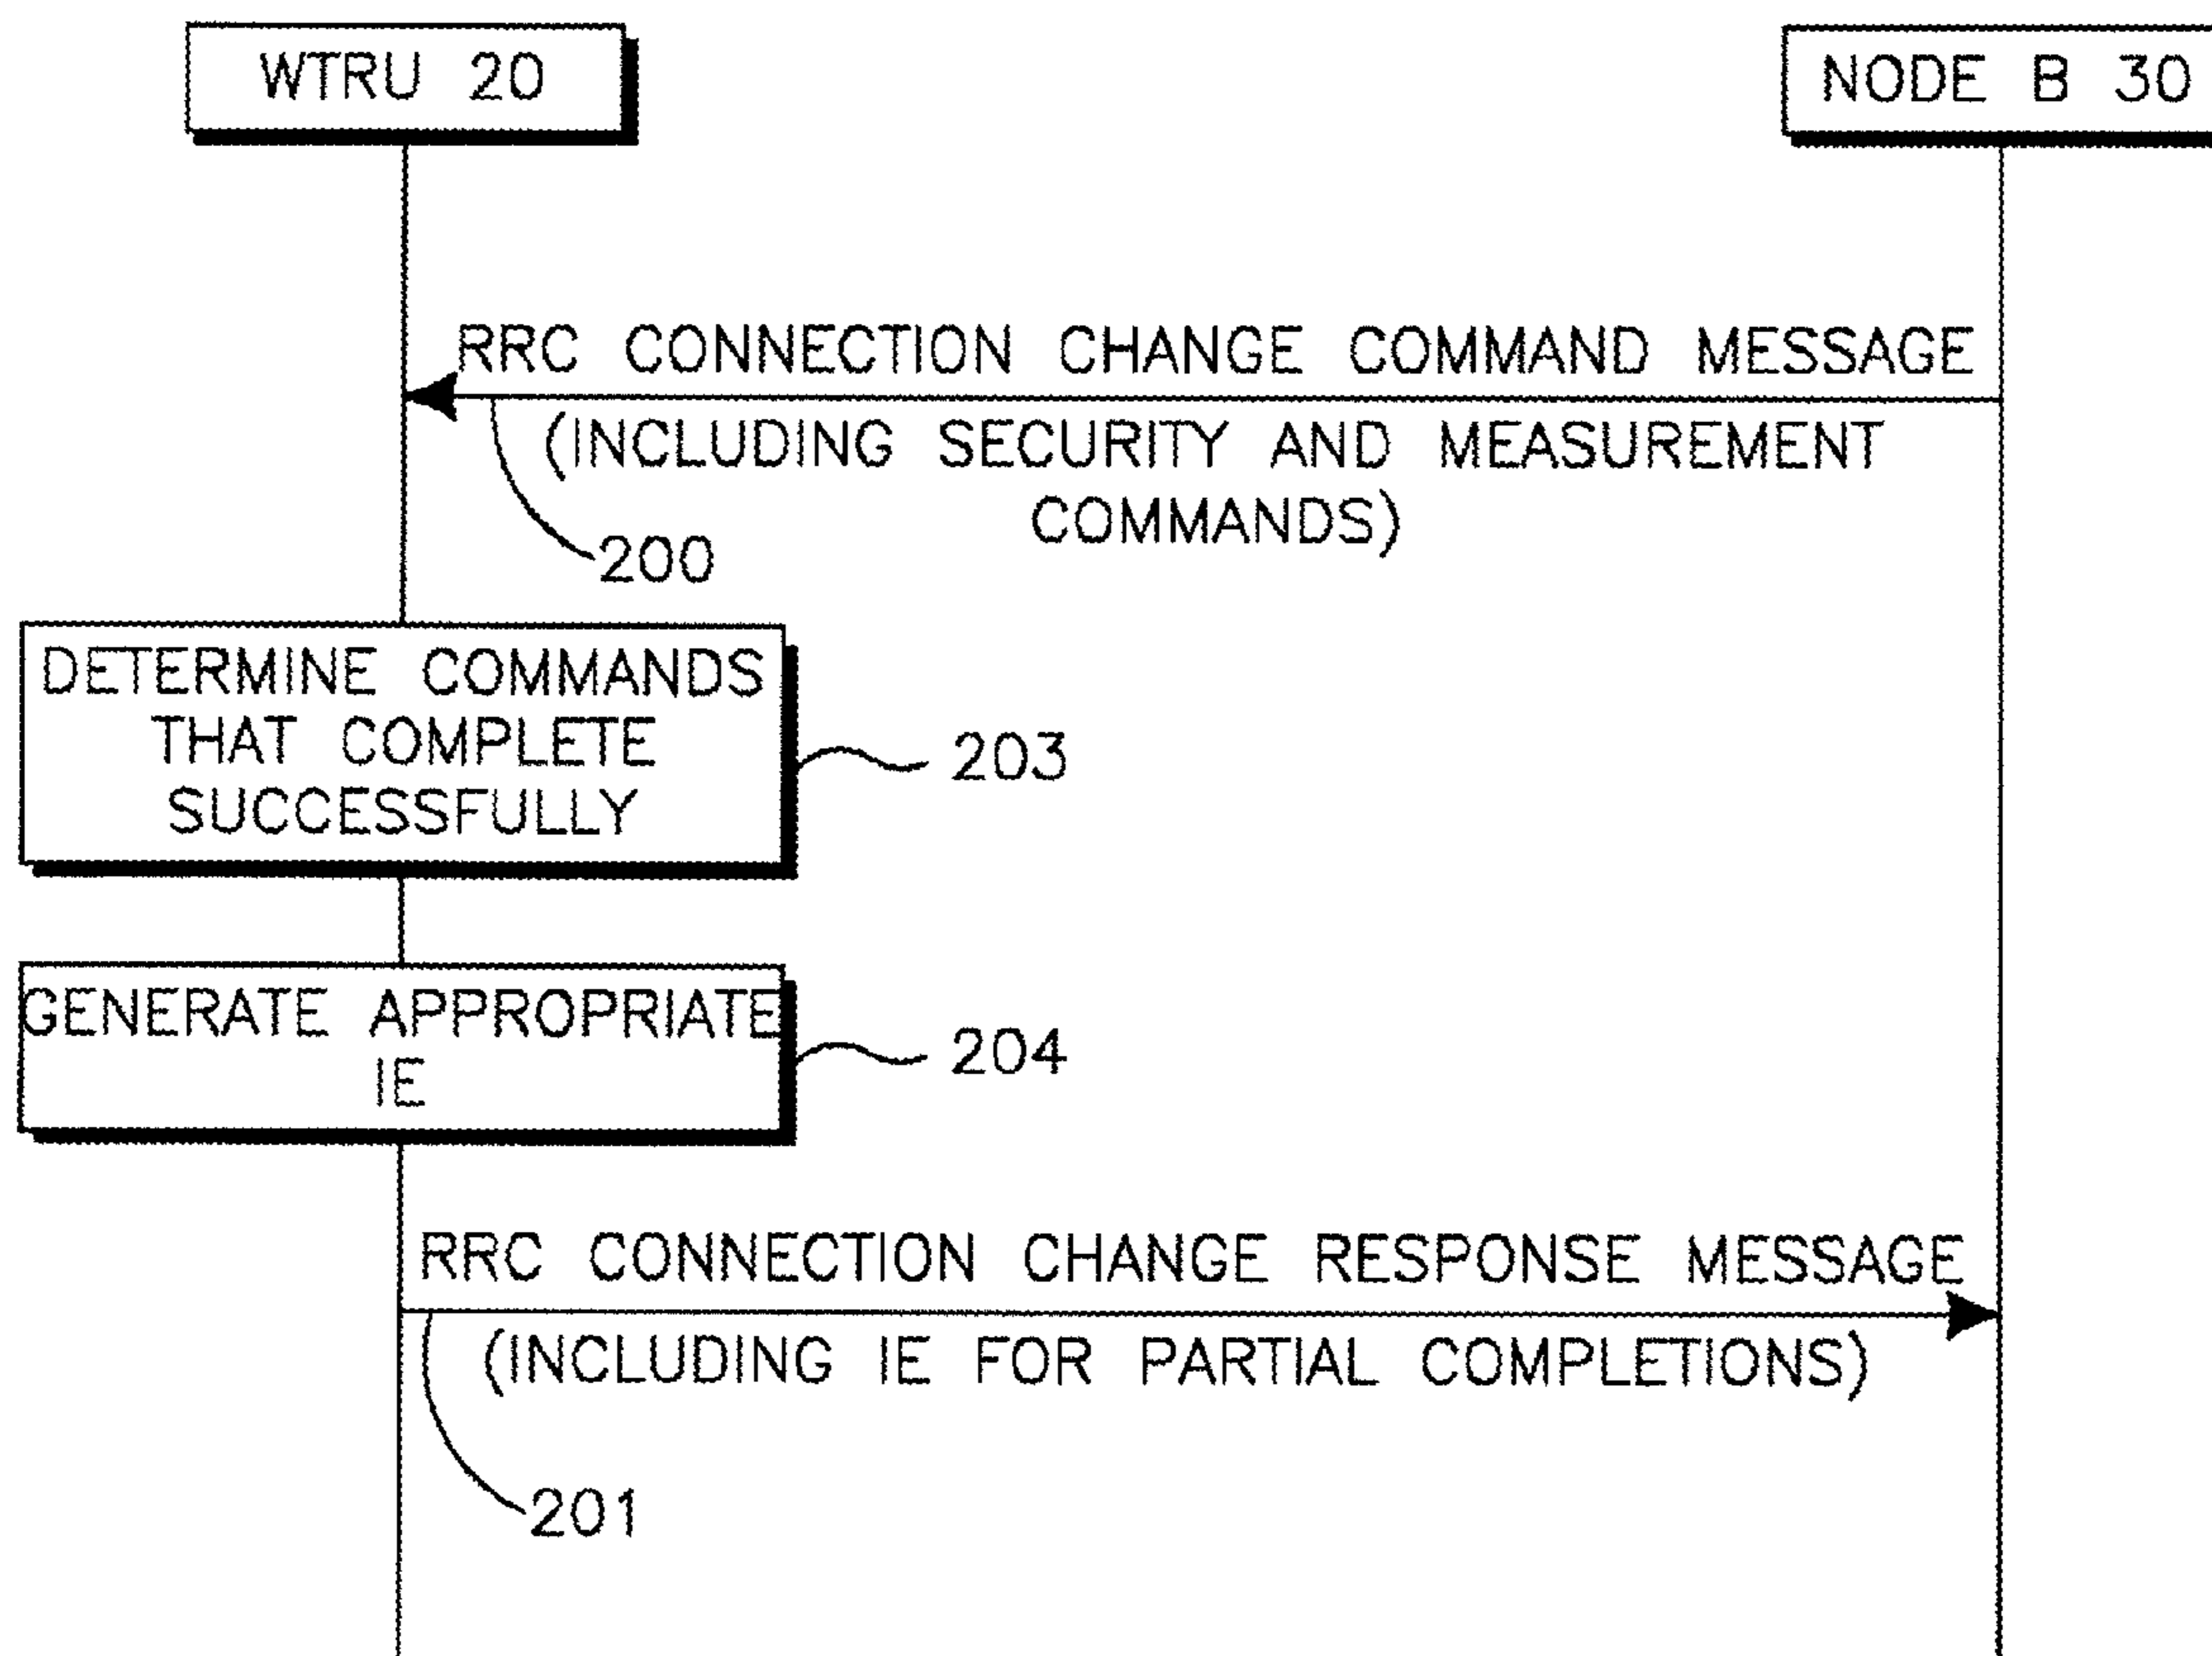 WTRU 20
NODE B 30
RRC CONNECTION CHANGE COMMAND MESSAGE
(INCLUDING SECURITY AND MEASUREMENT
COMMANDS)
200
DETERMINE COMMANDS
THAT COMPLETE
SUCCESSFULLY
203
GENERATE APPROPRIATE
IE
204
RRC CONNECTION CHANGE RESPONSE MESSAGE
(INCLUDING IE FOR PARTIAL COMPLETIONS)
201